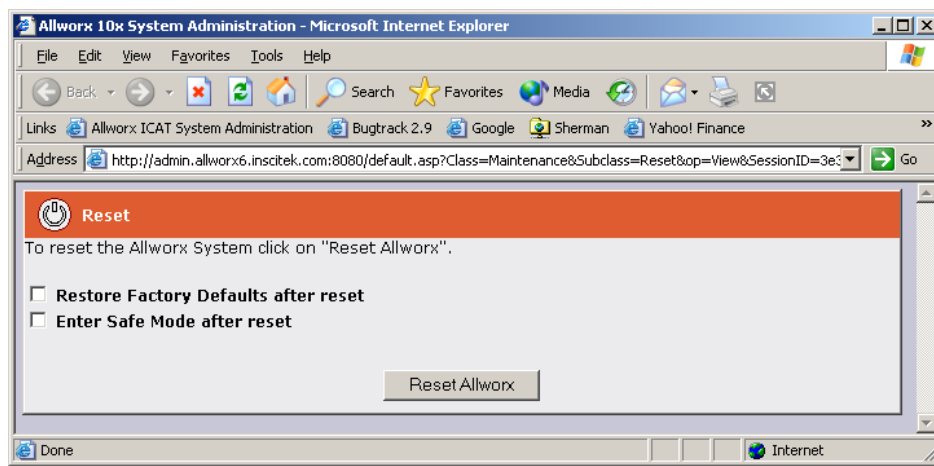 Allworx 10x System Administration - Microsoft Internet Explorer
File Edit View Favorites Tools Help
Back Search Favorites Media
Links Allworx ICAT System Administration Bugtrack 2.9 Google Sherman Yahoo! Finance »
Address http://admin.allworx6.inscitek.com:8080/default.asp?Class=Maintenance&Subclass=Reset&op=View&SessionID=3e3 Go
Reset
To reset the Allworx System click on "Reset Allworx".
Restore Factory Defaults after reset
Enter Safe Mode after reset
Reset Allworx
Done Internet